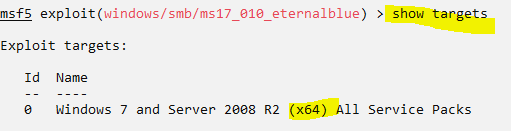 msf5 exploit(windows/smb/ms17_010_eternalblue) > show targets
Exploit targets:
Id Name
-- ----
0 Windows 7 and Server 2008 R2 (x64) All Service Packs